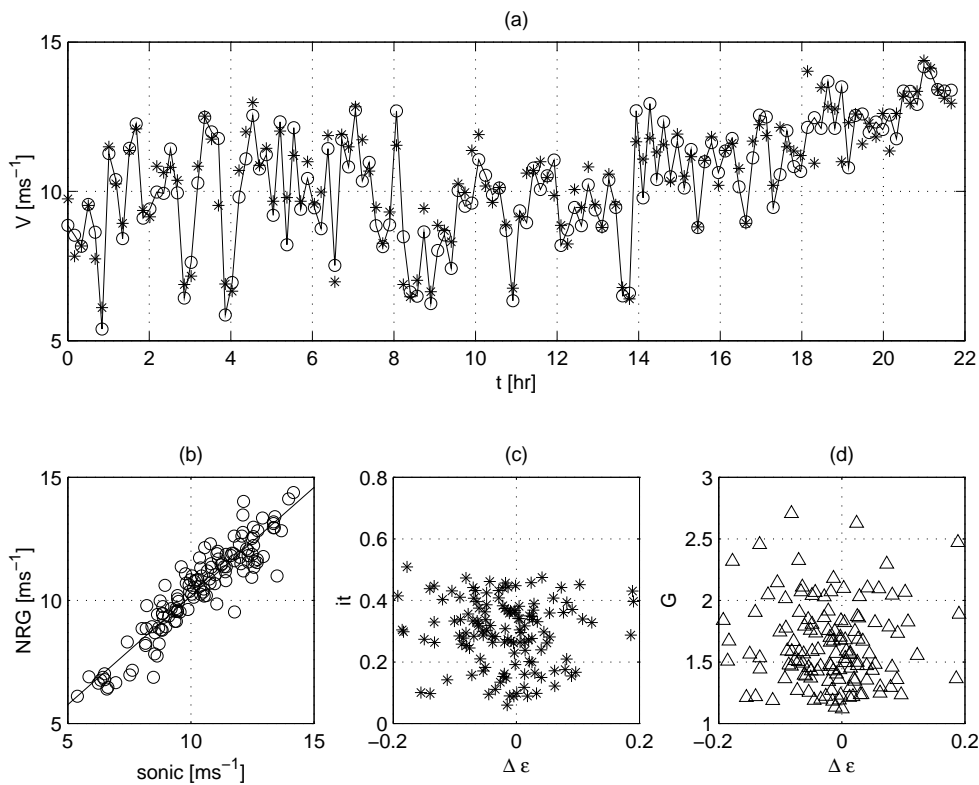 (a)
15
10
5
V [ms⁻¹]
0 2 4 6 8 10 12 14 16 18 20 22
t [hr]
(b)
15
10
5
NRG [ms⁻¹]
5 10 15
sonic [ms⁻¹]
(c)
0.8
0.6
0.4
0.2
0
it
−0.2 0 0.2
Δ ε
(d)
3
2.5
2
1.5
1
G
−0.2 0 0.2
Δ ε